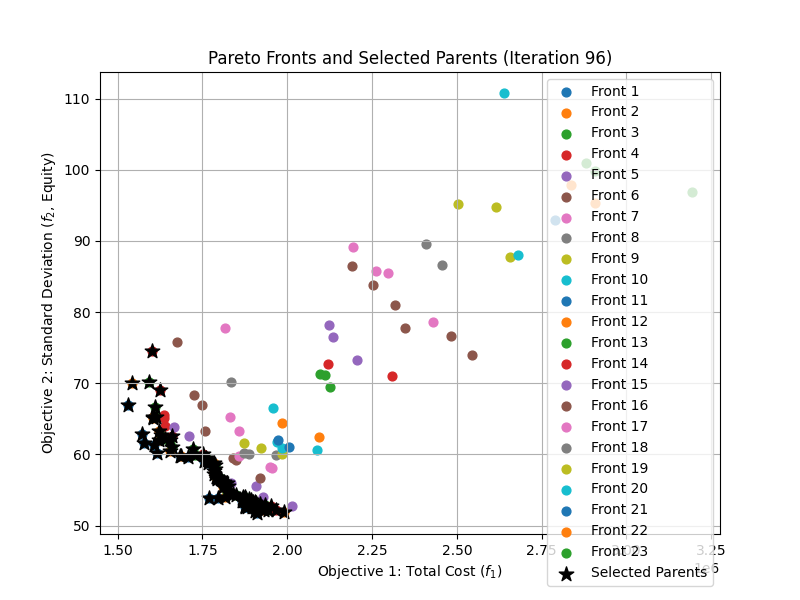 Pareto Fronts and Selected Parents (Iteration 96)
Objective 2: Standard Deviation (f2, Equity)
110
100
90
80
70
60
50
1.50
1.75
2.00
2.25
2.50
2.75
3.00
3.25
1e6
Objective 1: Total Cost (f1)
Front 1
Front 2
Front 3
Front 4
Front 5
Front 6
Front 7
Front 8
Front 9
Front 10
Front 11
Front 12
Front 13
Front 14
Front 15
Front 16
Front 17
Front 18
Front 19
Front 20
Front 21
Front 22
Front 23
Selected Parents